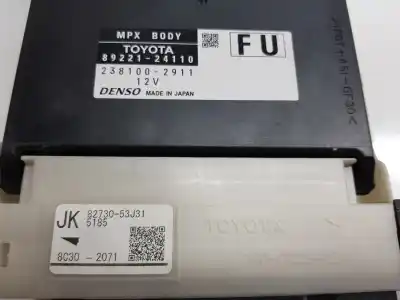 MPX BODY
TOYOTA
89221-24110
238100-2911
12V
DENSO MADE IN JAPAN
FU
JK 82730-53J31
5185
8C30 - 2071
TOYOTA